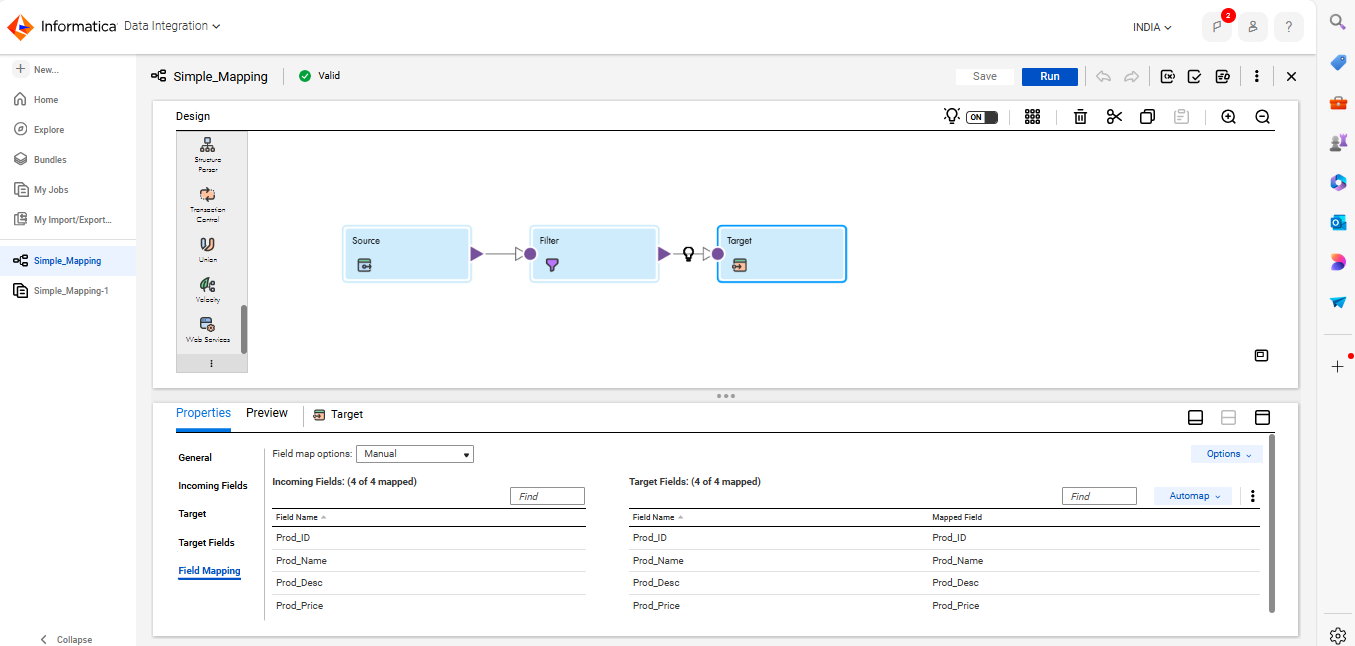 Informatica Data Integration
INDIA
2
?
New...
Home
Explore
Bundles
My Jobs
My Import/Export...
Simple_Mapping
Simple_Mapping-1
Collapse
Simple_Mapping
Valid
Save
Run
Design
ON
Structure
Parser
Transaction
Control
Union
Velocity
Web Services
Source
Filter
Target
Properties
Preview
Target
General
Incoming Fields
Target
Target Fields
Field Mapping
Field map options: Manual
Options
Incoming Fields: (4 of 4 mapped)
Find
Field Name
Prod_ID
Prod_Name
Prod_Desc
Prod_Price
Target Fields: (4 of 4 mapped)
Find
Automap
Field Name Mapped Field
Prod_ID Prod_ID
Prod_Name Prod_Name
Prod_Desc Prod_Desc
Prod_Price Prod_Price